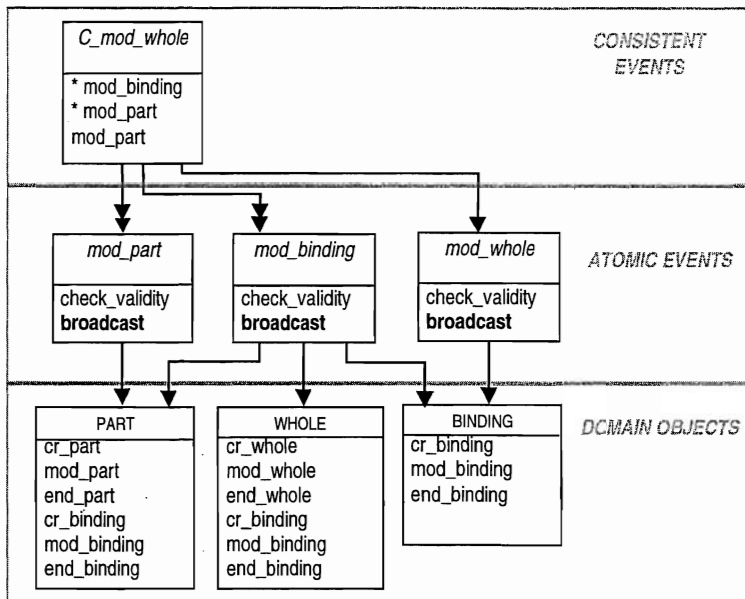 C_mod_whole
* mod_binding
* mod_part
mod_part
CONSISTENT
EVENTS
mod_part
check_validity
broadcast
mod_binding
check_validity
broadcast
mod_whole
check_validity
broadcast
ATOMIC EVENTS
PART
cr_part
mod_part
end_part
cr_binding
mod_binding
end_binding
WHOLE
cr_whole
mod_whole
end_whole
cr_binding
mod_binding
end_binding
BINDING
cr_binding
mod_binding
end_binding
DOMAIN OBJECTS